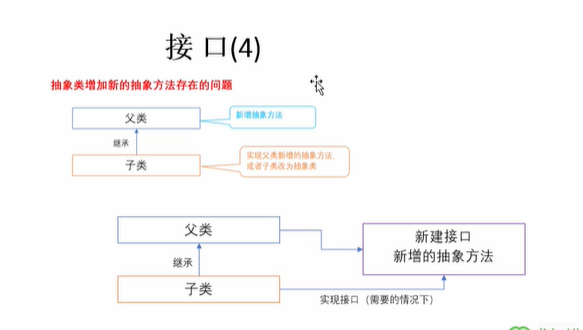 接 口(4)
抽象类增加新的抽象方法存在的问题
父类
新增抽象方法
继承
子类
实现父类新增的抽象方法,
或者子类改为抽象类
父类
新建接口
新增的抽象方法
继承
子类
实现接口（需要的情况下）